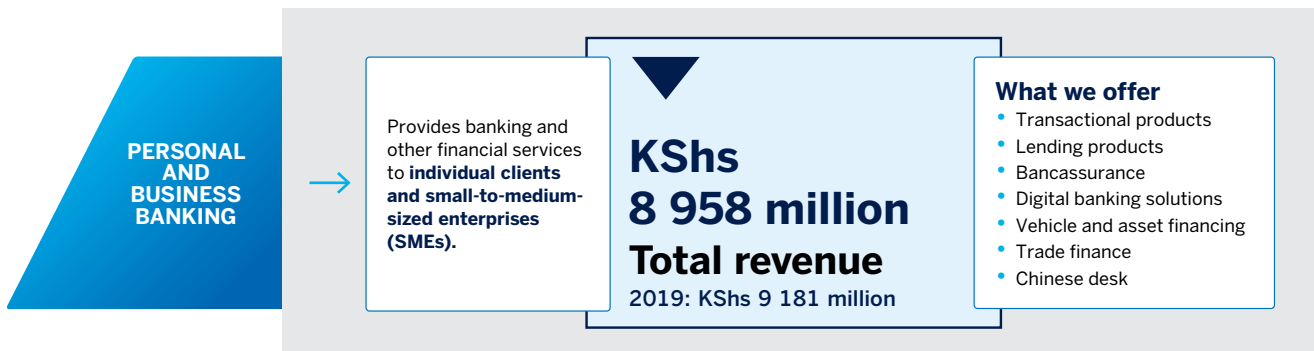 PERSONAL
AND
BUSINESS
BANKING
Provides banking and
other financial services
to individual clients
and small-to-medium-
sized enterprises
(SMEs).
KShs
8 958 million
Total revenue
2019: KShs 9 181 million
What we offer
• Transactional products
• Lending products
• Bancassurance
• Digital banking solutions
• Vehicle and asset financing
• Trade finance
• Chinese desk